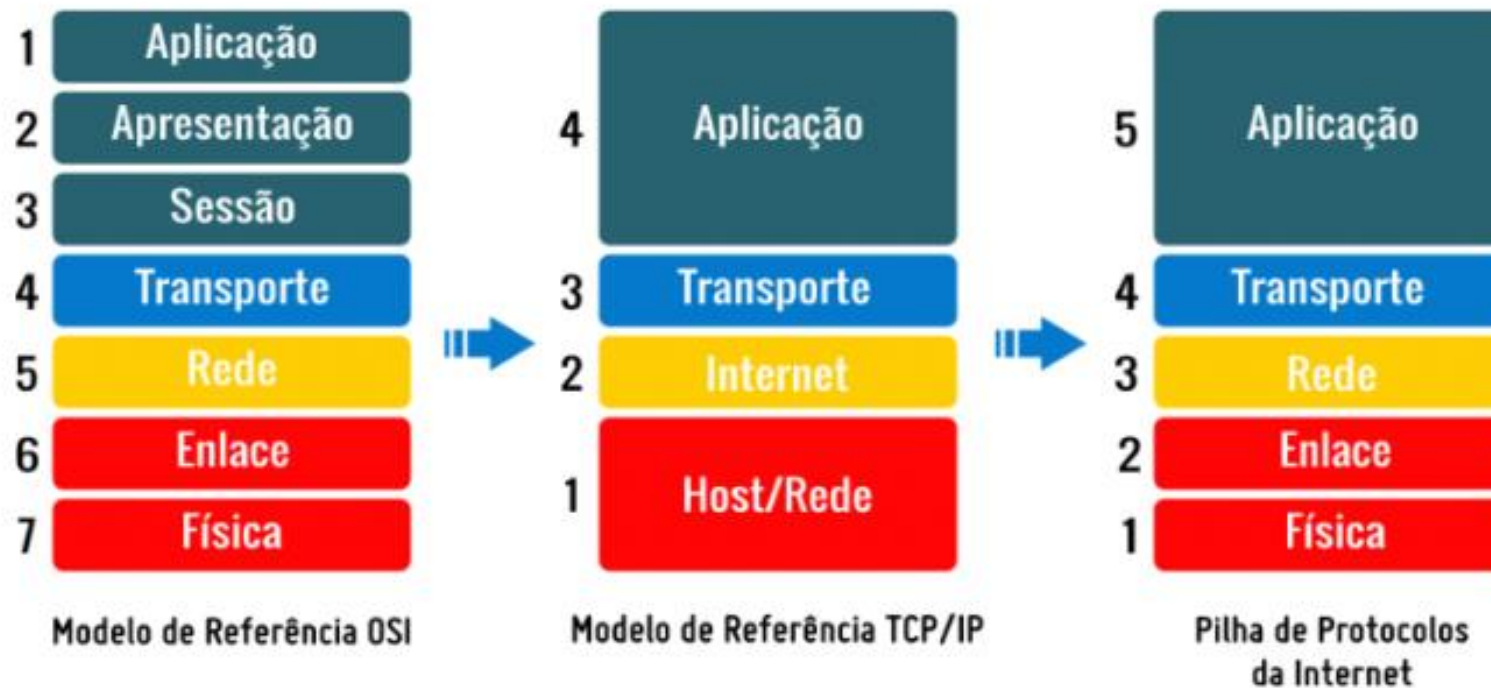 1 Aplicação
2 Apresentação
3 Sessão
4 Transporte
5 Rede
6 Enlace
7 Física
Modelo de Referência OSI
4 Aplicação
3 Transporte
2 Internet
1 Host/Rede
Modelo de Referência TCP/IP
5 Aplicação
4 Transporte
3 Rede
2 Enlace
1 Física
Pilha de Protocolos
da Internet